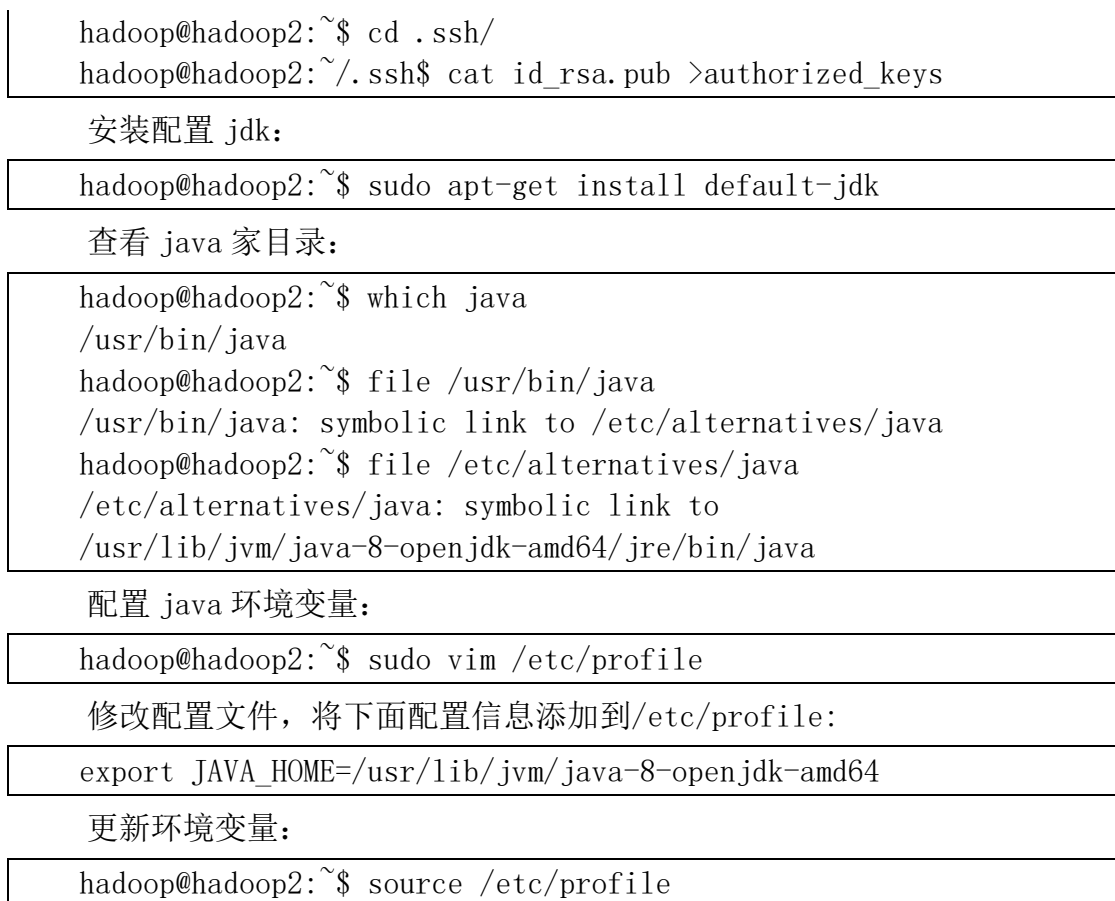 hadoop@hadoop2:~$ cd .ssh/
hadoop@hadoop2:~/.ssh$ cat id_rsa.pub >authorized_keys
安装配置 jdk：
hadoop@hadoop2:~$ sudo apt-get install default-jdk
查看 java 家目录：
hadoop@hadoop2:~$ which java
/usr/bin/java
hadoop@hadoop2:~$ file /usr/bin/java
/usr/bin/java: symbolic link to /etc/alternatives/java
hadoop@hadoop2:~$ file /etc/alternatives/java
/etc/alternatives/java: symbolic link to
/usr/lib/jvm/java-8-openjdk-amd64/jre/bin/java
配置 java 环境变量：
hadoop@hadoop2:~$ sudo vim /etc/profile
修改配置文件，将下面配置信息添加到/etc/profile:
export JAVA_HOME=/usr/lib/jvm/java-8-openjdk-amd64
更新环境变量：
hadoop@hadoop2:~$ source /etc/profile